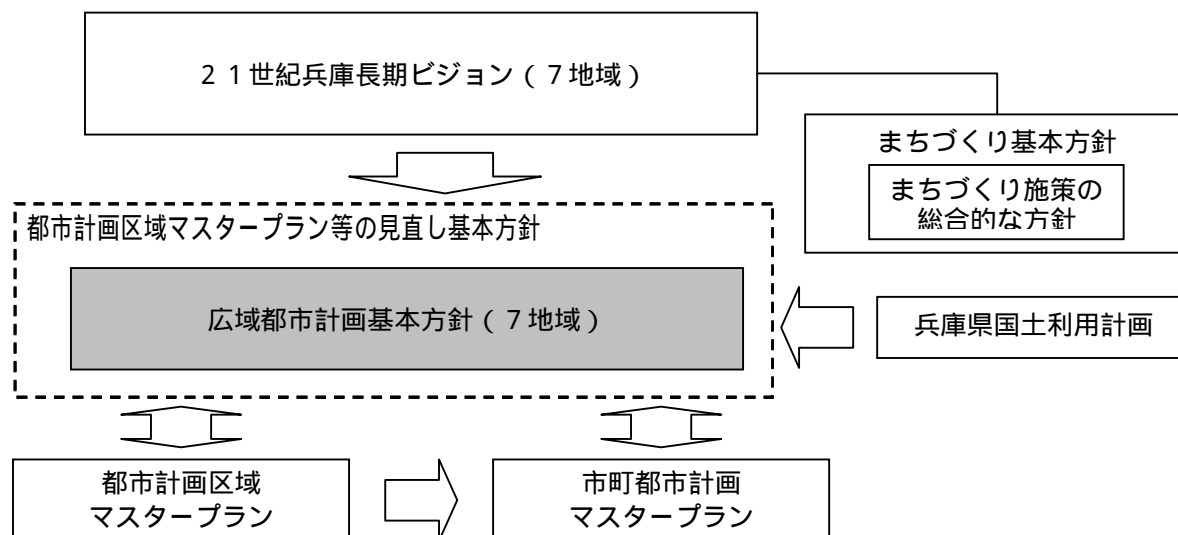 ２１世紀兵庫長期ビジョン（７地域）
まちづくり基本方針
まちづくり施策の
総合的な方針
都市計画区域マスタープラン等の見直し基本方針
広域都市計画基本方針（７地域）
兵庫県国土利用計画
都市計画区域
マスタープラン
市町都市計画
マスタープラン